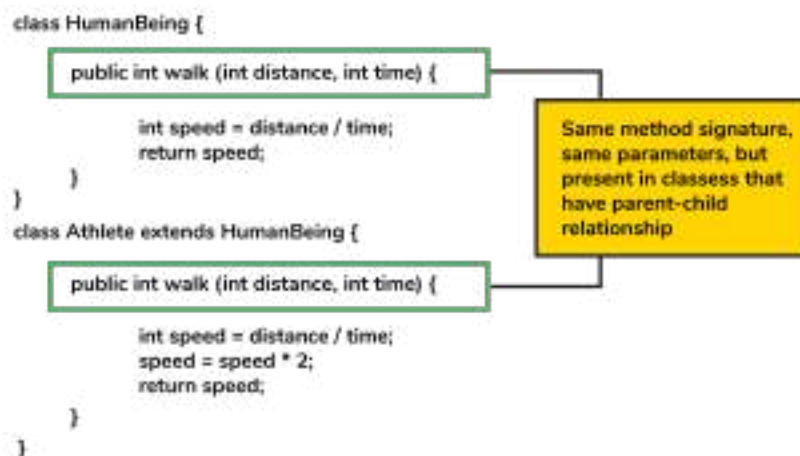 class HumanBeing {
public int walk (int distance, int time) {
int speed = distance / time;
return speed;
}
}
Same method signature,
same parameters, but
present in classess that
have parent-child
relationship
class Athlete extends HumanBeing {
public int walk (int distance, int time) {
int speed = distance / time;
speed = speed * 2;
return speed;
}
}